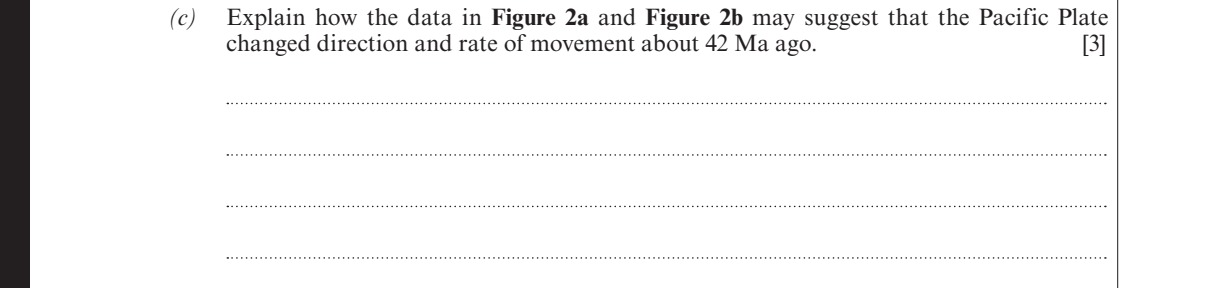 (c) Explain how the data in Figure 2a and Figure 2b may suggest that the Pacific Plate
changed direction and rate of movement about 42 Ma ago. [3]